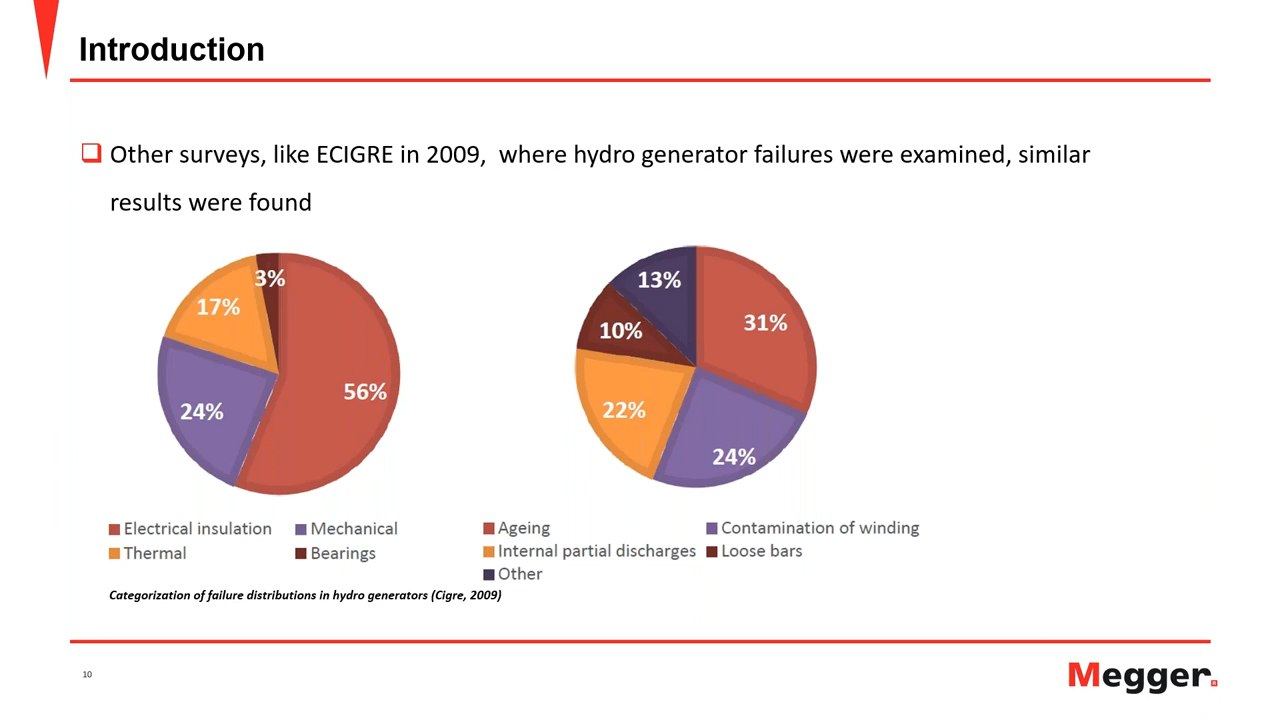 Introduction
Other surveys, like ECIGRE in 2009,  where hydro generator failures were examined, similar
results were found
3%
17%
24%
56%
13%
10%
31%
22%
24%
Electrical insulation
Mechanical
Thermal
Bearings
Ageing
Contamination of winding
Internal partial discharges
Loose bars
Other
Categorization of failure distributions in hydro generators (Cigre, 2009)
10
Megger.